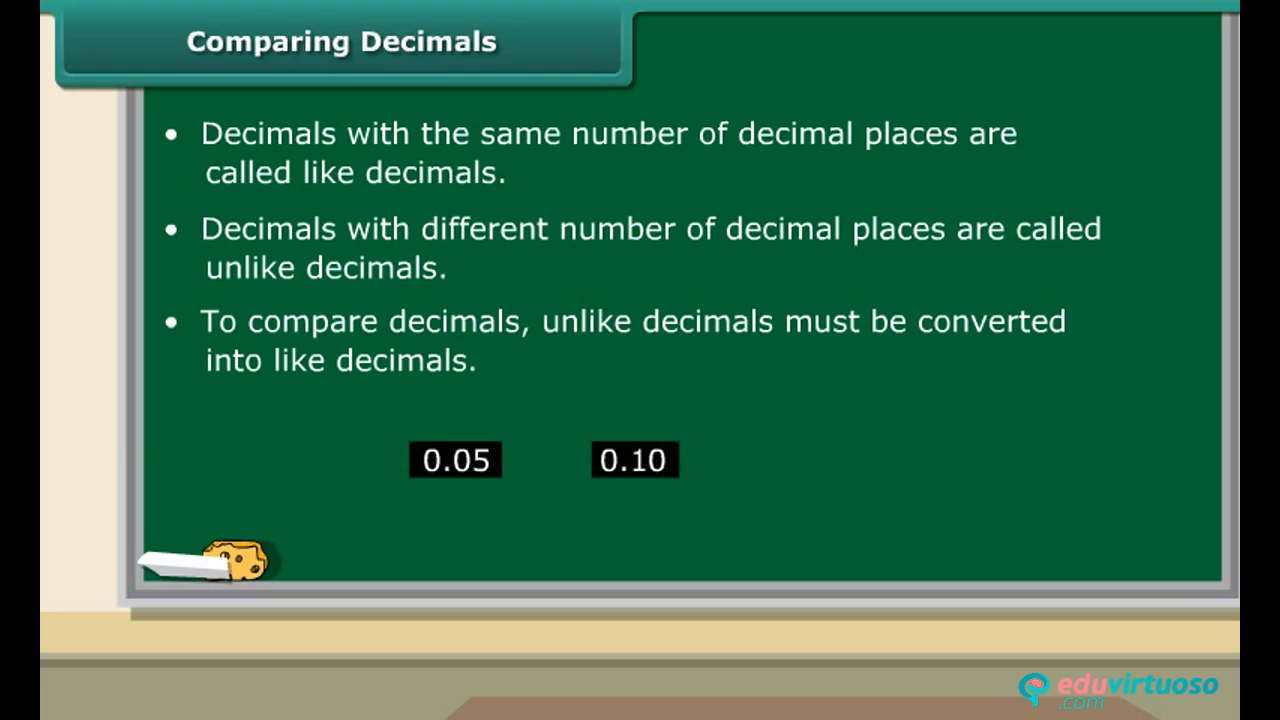 Comparing Decimals
• Decimals with the same number of decimal places are
called like decimals.
• Decimals with different number of decimal places are called
unlike decimals.
• To compare decimals, unlike decimals must be converted
into like decimals.
0.05 0.10
eduvirtuoso
.com